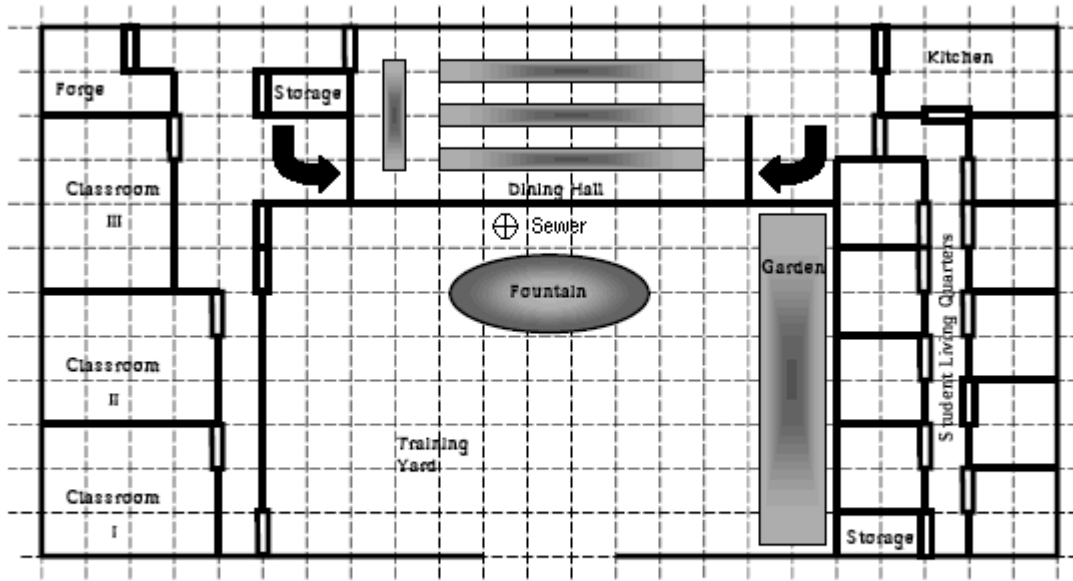 Kitchen
Forge
Storage
Classroom
III
Dining Hall
Sewer
Garden
Fountain
Student Living Quarters
Classroom
II
Training
Yard
Classroom
I
Storage